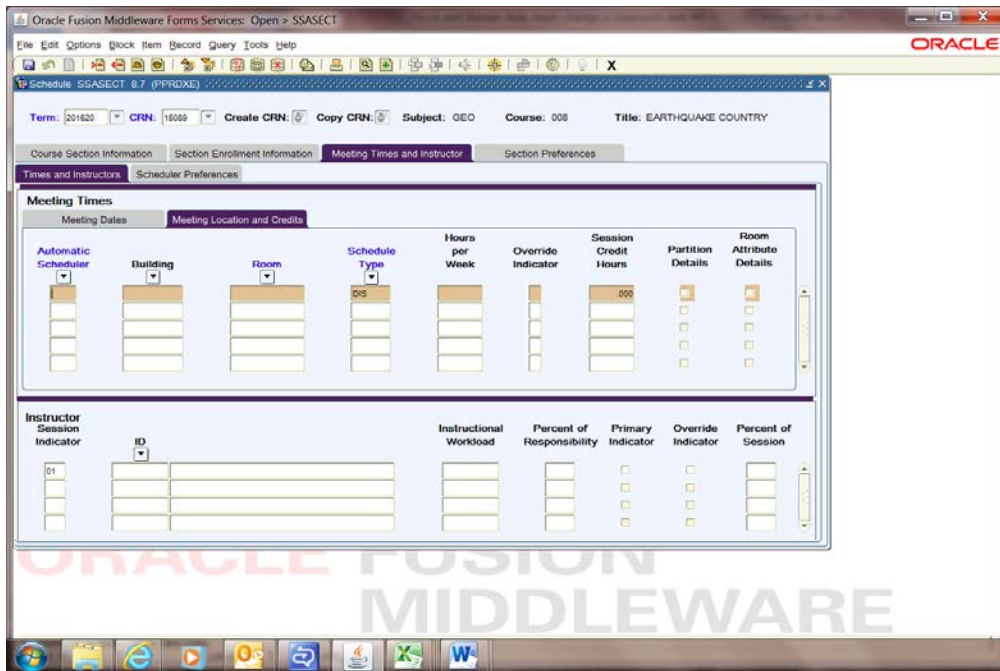 Oracle Fusion Middleware Forms Services: Open > SSASECT
File Edit Options Block Item Record Query Tools Help
ORACLE
X
Schedule SSASECT 8.7 (PPRDXE)
Term: 201620 CRN: 15089 Create CRN: Copy CRN: Subject: GEO Course: 008 Title: EARTHQUAKE COUNTRY
Course Section Information Section Enrollment Information Meeting Times and Instructor Section Preferences
Times and Instructors Scheduler Preferences
Meeting Times
Meeting Dates Meeting Location and Credits
Automatic Scheduler Building Room Schedule Type Hours per Week Override Indicator Session Credit Hours Partition Details Room Attribute Details
DIS .000
Instructor
Session Indicator ID Instructional Workload Percent of Responsibility Primary Indicator Override Indicator Percent of Session
01
ORACLE FUSION
MIDDLEWARE